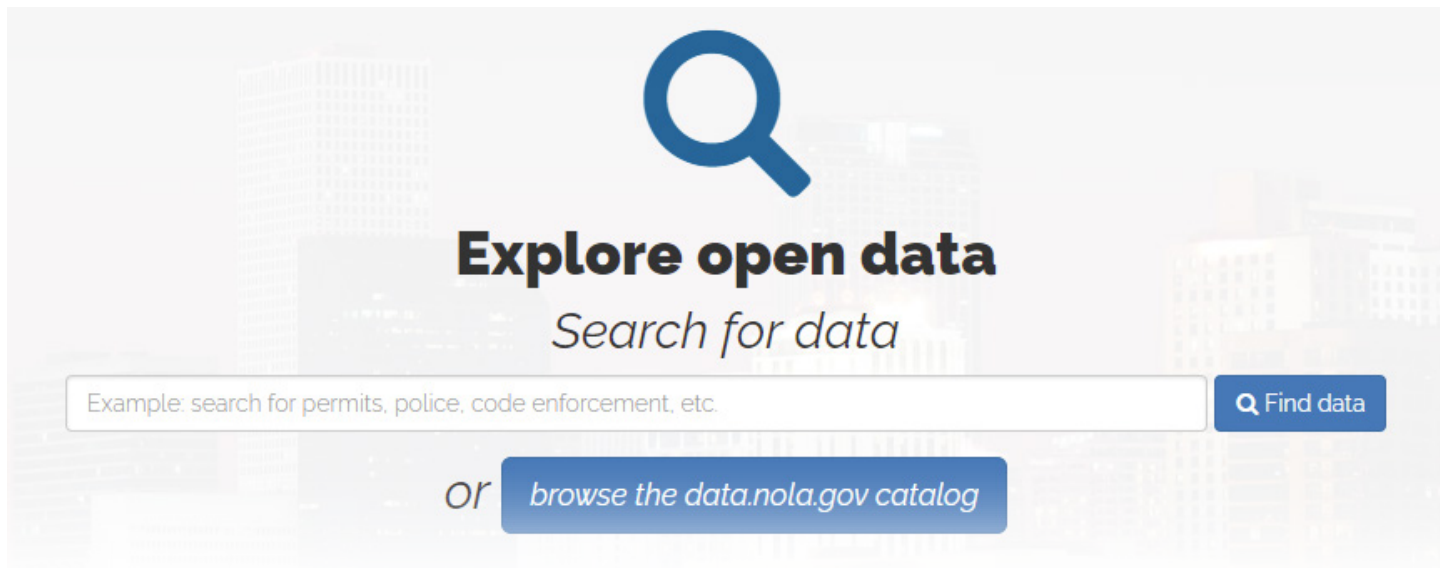 Explore open data
Search for data
Example: search for permits, police, code enforcement, etc.
Find data
or browse the data.nola.gov catalog